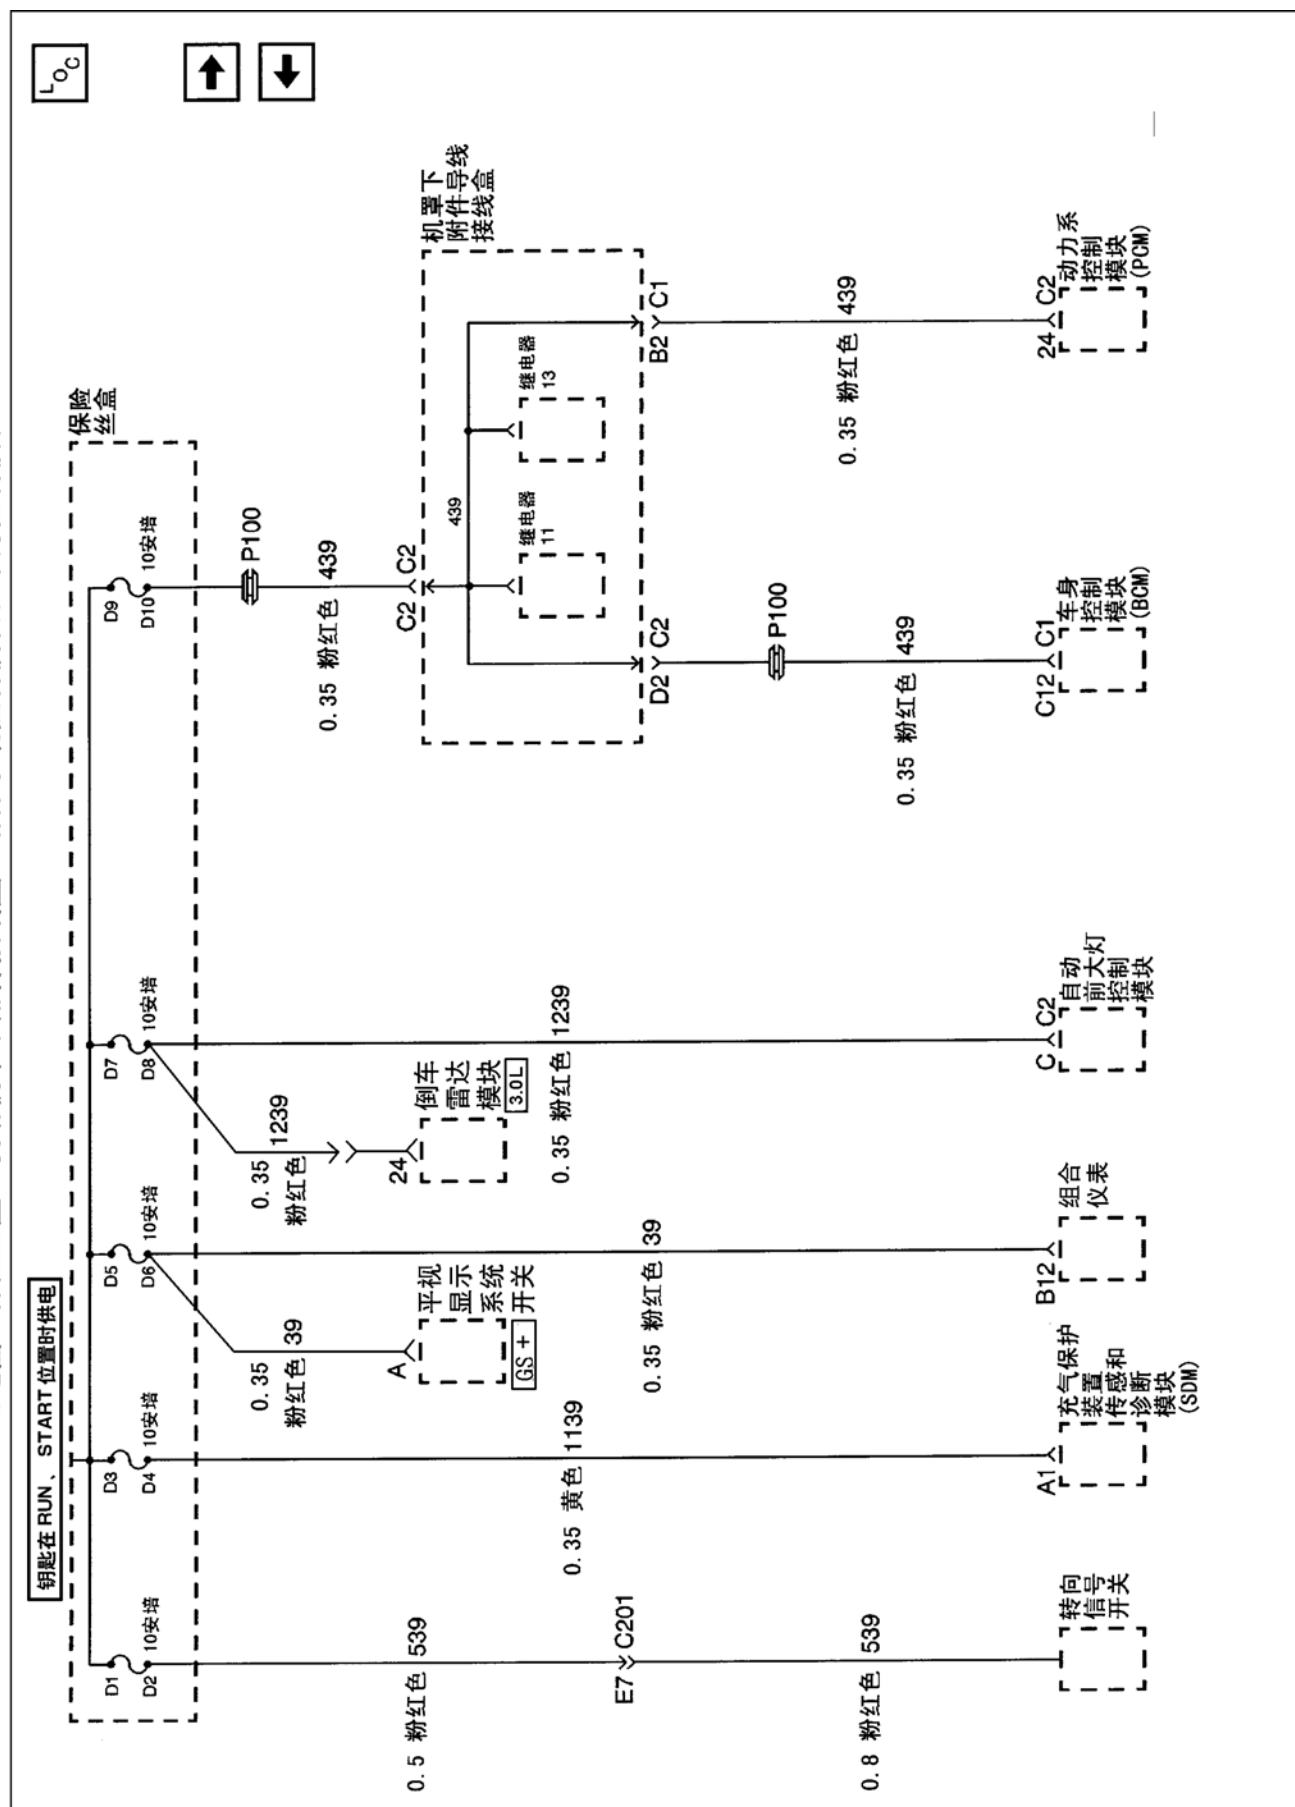 LOC
钥匙在 RUN、START 位置时供电
保险
丝盒
D1
D2
10安培
D3
D4
10安培
D5
D6
10安培
D7
D8
10安培
D9
D10
10安培
0.5 粉红色 539
E7
C201
0.8 粉红色 539
转向
信号
开关
0.35 黄色 1139
A1
充气保护
装置
传感和
诊断
模块
(SDM)
0.35
粉红色
39
A
平视
显示
系统
开关
GS +
0.35 粉红色 39
B12
组合
仪表
0.35
粉红色
1239
24
倒车
雷达
模块
3.0L
0.35 粉红色 1239
C
C2
自动
前大灯
控制
模块
P100
0.35 粉红色 439
C2
C2
机罩下
附件导线
接线盒
439
继电器
11
继电器
13
D2
C2
P100
0.35 粉红色 439
C12
C1
车身
控制
模块
(BCM)
B2
C1
0.35 粉红色 439
24
C2
动力系
控制
模块
(PCM)